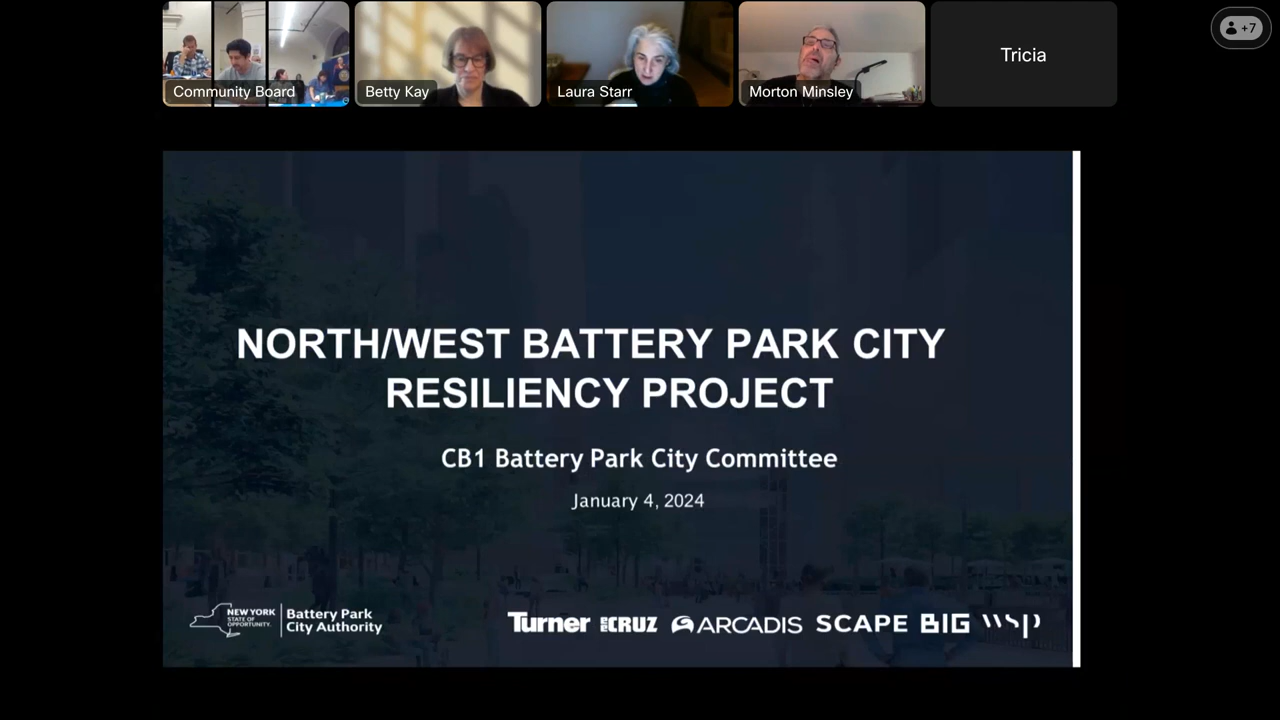 Community Board
Betty Kay
Laura Starr
Morton Minsley
Tricia
+7
NORTH/WEST BATTERY PARK CITY
RESILIENCY PROJECT
CB1 Battery Park City Committee
January 4, 2024
NEW YORK
STATE OF
OPPORTUNITY.
Battery Park
City Authority
Turner
CRUZ
ARCADIS
SCAPE
BIG
wsp